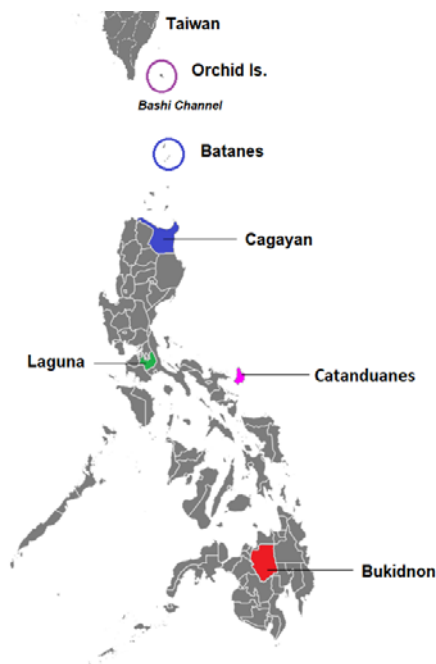 Taiwan
Orchid Is.
Bashi Channel
Batanes
Cagayan
Laguna
Catanduanes
Bukidnon